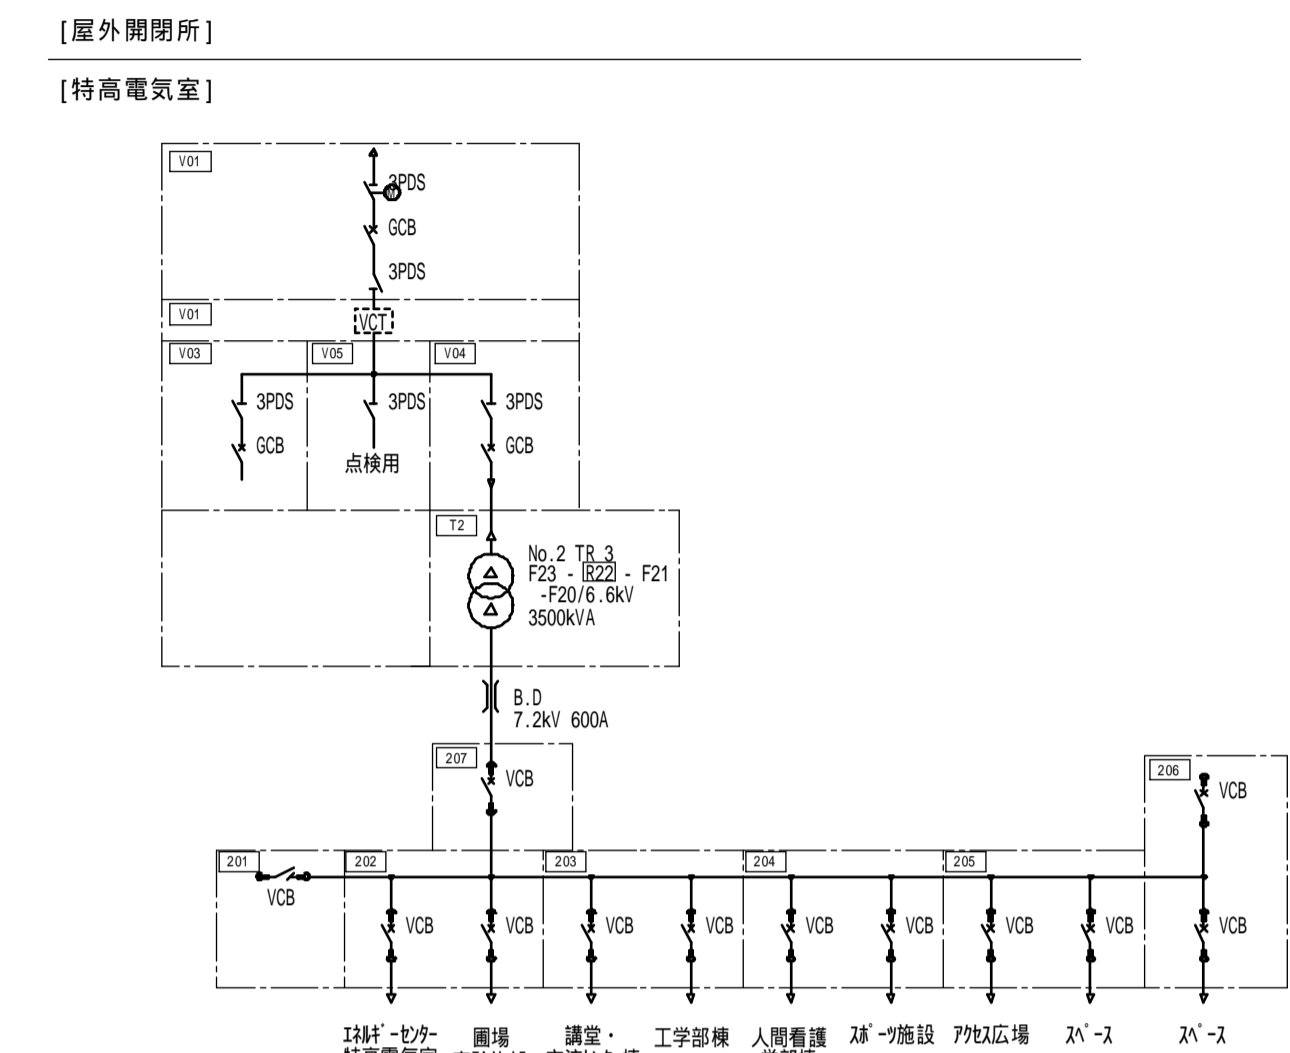 [屋外開閉所]
[特高電気室]
V01
3PDS
GCB
3PDS
V01
VCT
V03
V05
V04
3PDS
3PDS
3PDS
GCB
GCB
点検用
T2
No.2 TR 3
F23 - R22 - F21
-F20/6.6kV
3500kVA
B.D
7.2kV 600A
207
VCB
206
VCB
201
202
203
204
205
VCB
VCB
VCB
VCB
VCB
VCB
VCB
VCB
VCB
VCB
ｴﾈﾙｷﾞｰｾﾝﾀｰ
圃場
講堂・
工学部棟
人間看護
ｽﾎﾟｰﾂ施設
ｱｸｾｽ広場
ｽﾍﾟｰｽ
ｽﾍﾟｰｽ
特高電気室